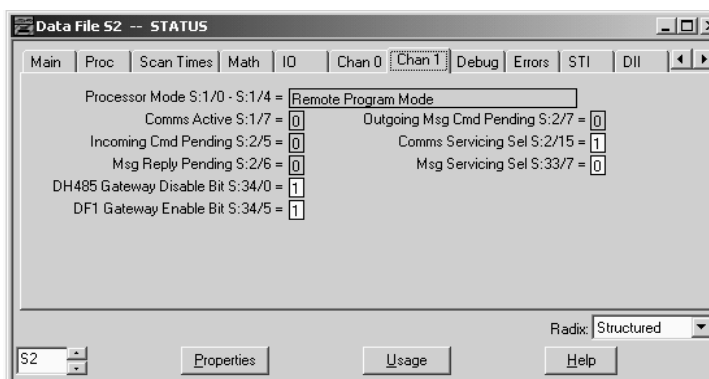 Data File S2 -- STATUS
Main Proc Scan Times Math IO Chan 0 Chan 1 Debug Errors STI DII
Processor Mode S:1/0 - S:1/4 = Remote Program Mode
Comms Active S:1/7 = 0 Outgoing Msg Cmd Pending S:2/7 = 0
Incoming Cmd Pending S:2/5 = 0 Comms Servicing Sel S:2/15 = 1
Msg Reply Pending S:2/6 = 0 Msg Servicing Sel S:33/7 = 0
DH485 Gateway Disable Bit S:34/0 = 1
DF1 Gateway Enable Bit S:34/5 = 1
Radix: Structured
S2 Properties Usage Help